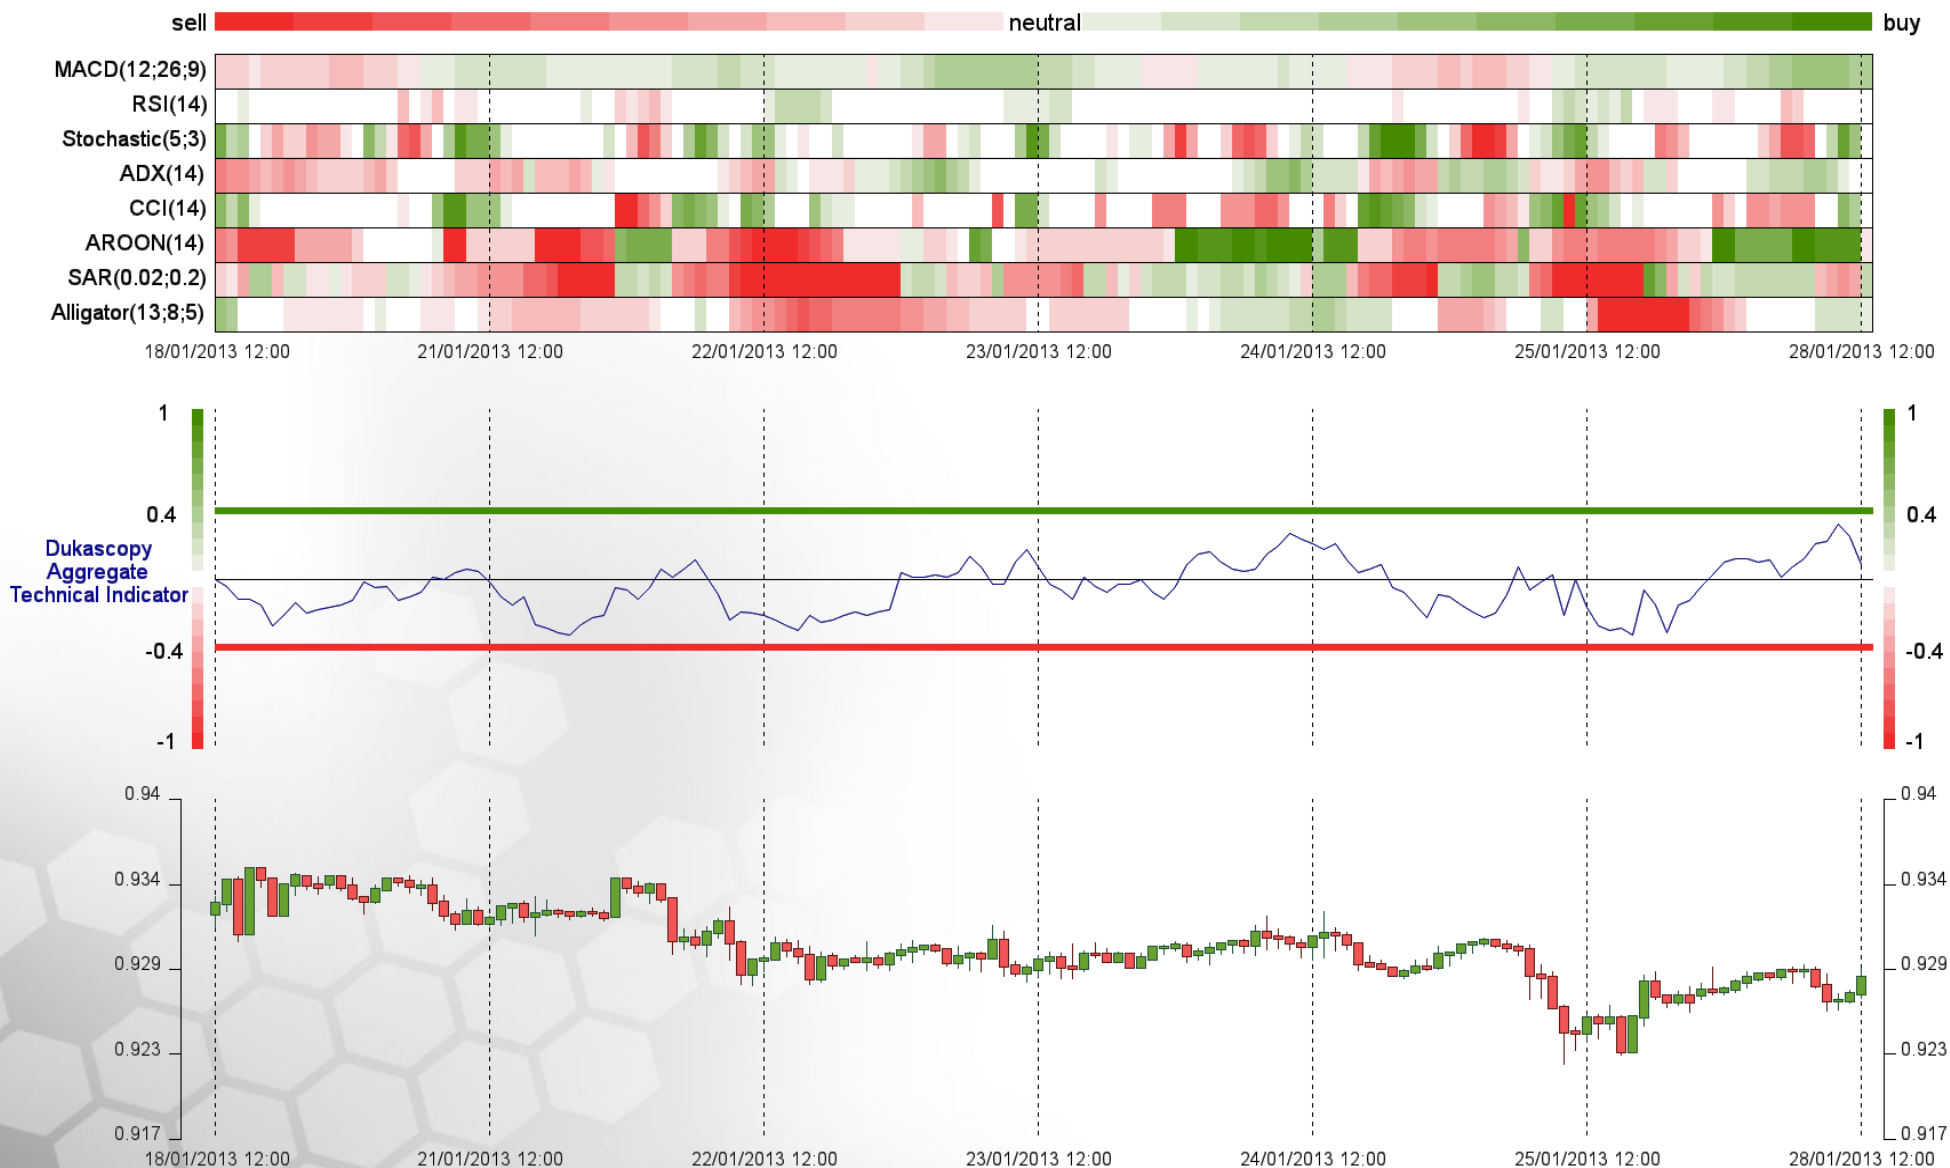 sell neutral buy
MACD(12;26;9)
RSI(14)
Stochastic(5;3)
ADX(14)
CCI(14)
AROON(14)
SAR(0.02;0.2)
Alligator(13;8;5)
18/01/2013 12:00 21/01/2013 12:00 22/01/2013 12:00 23/01/2013 12:00 24/01/2013 12:00 25/01/2013 12:00 28/01/2013 12:00
1 1
0.4 0.4
Dukascopy
Aggregate
Technical Indicator
-0.4 -0.4
-1 -1
0.94 0.94
0.934 0.934
0.929 0.929
0.923 0.923
0.917 0.917
18/01/2013 12:00 21/01/2013 12:00 22/01/2013 12:00 23/01/2013 12:00 24/01/2013 12:00 25/01/2013 12:00 28/01/2013 12:00